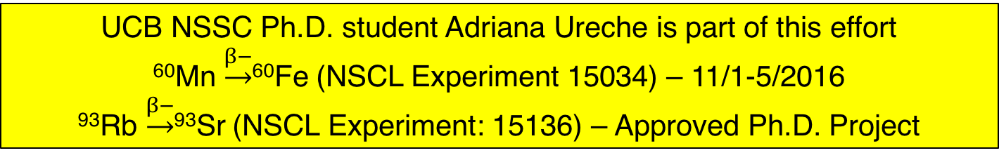 UCB NSSC Ph.D. student Adriana Ureche is part of this effort
⁶⁰Mn β−→ ⁶⁰Fe (NSCL Experiment 15034) – 11/1-5/2016
⁹³Rb β−→ ⁹³Sr (NSCL Experiment: 15136) – Approved Ph.D. Project